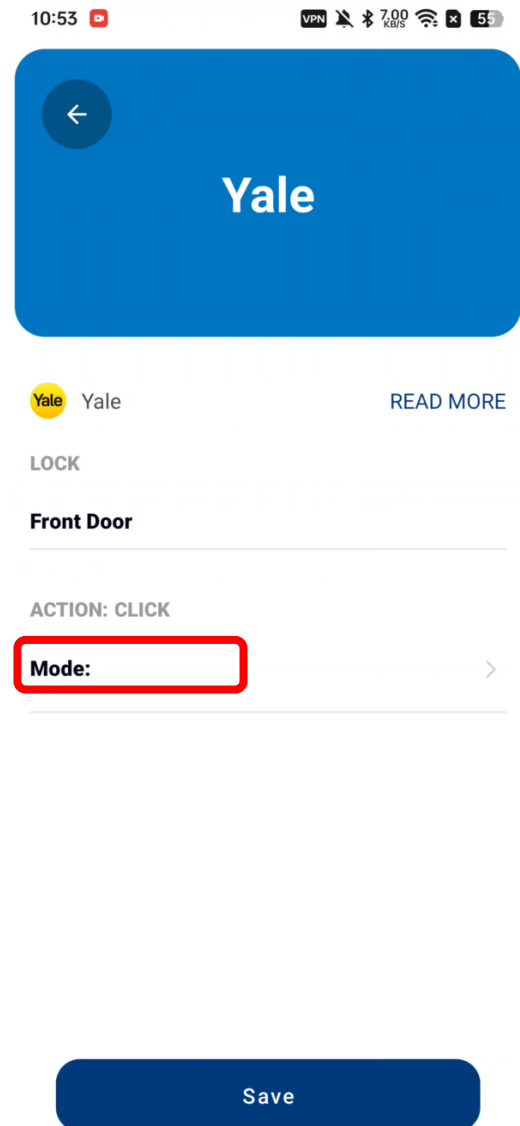 10:53 VPN 7.00 KB/S 55
Yale
Yale Yale READ MORE
LOCK
Front Door
ACTION: CLICK
Mode:
Save